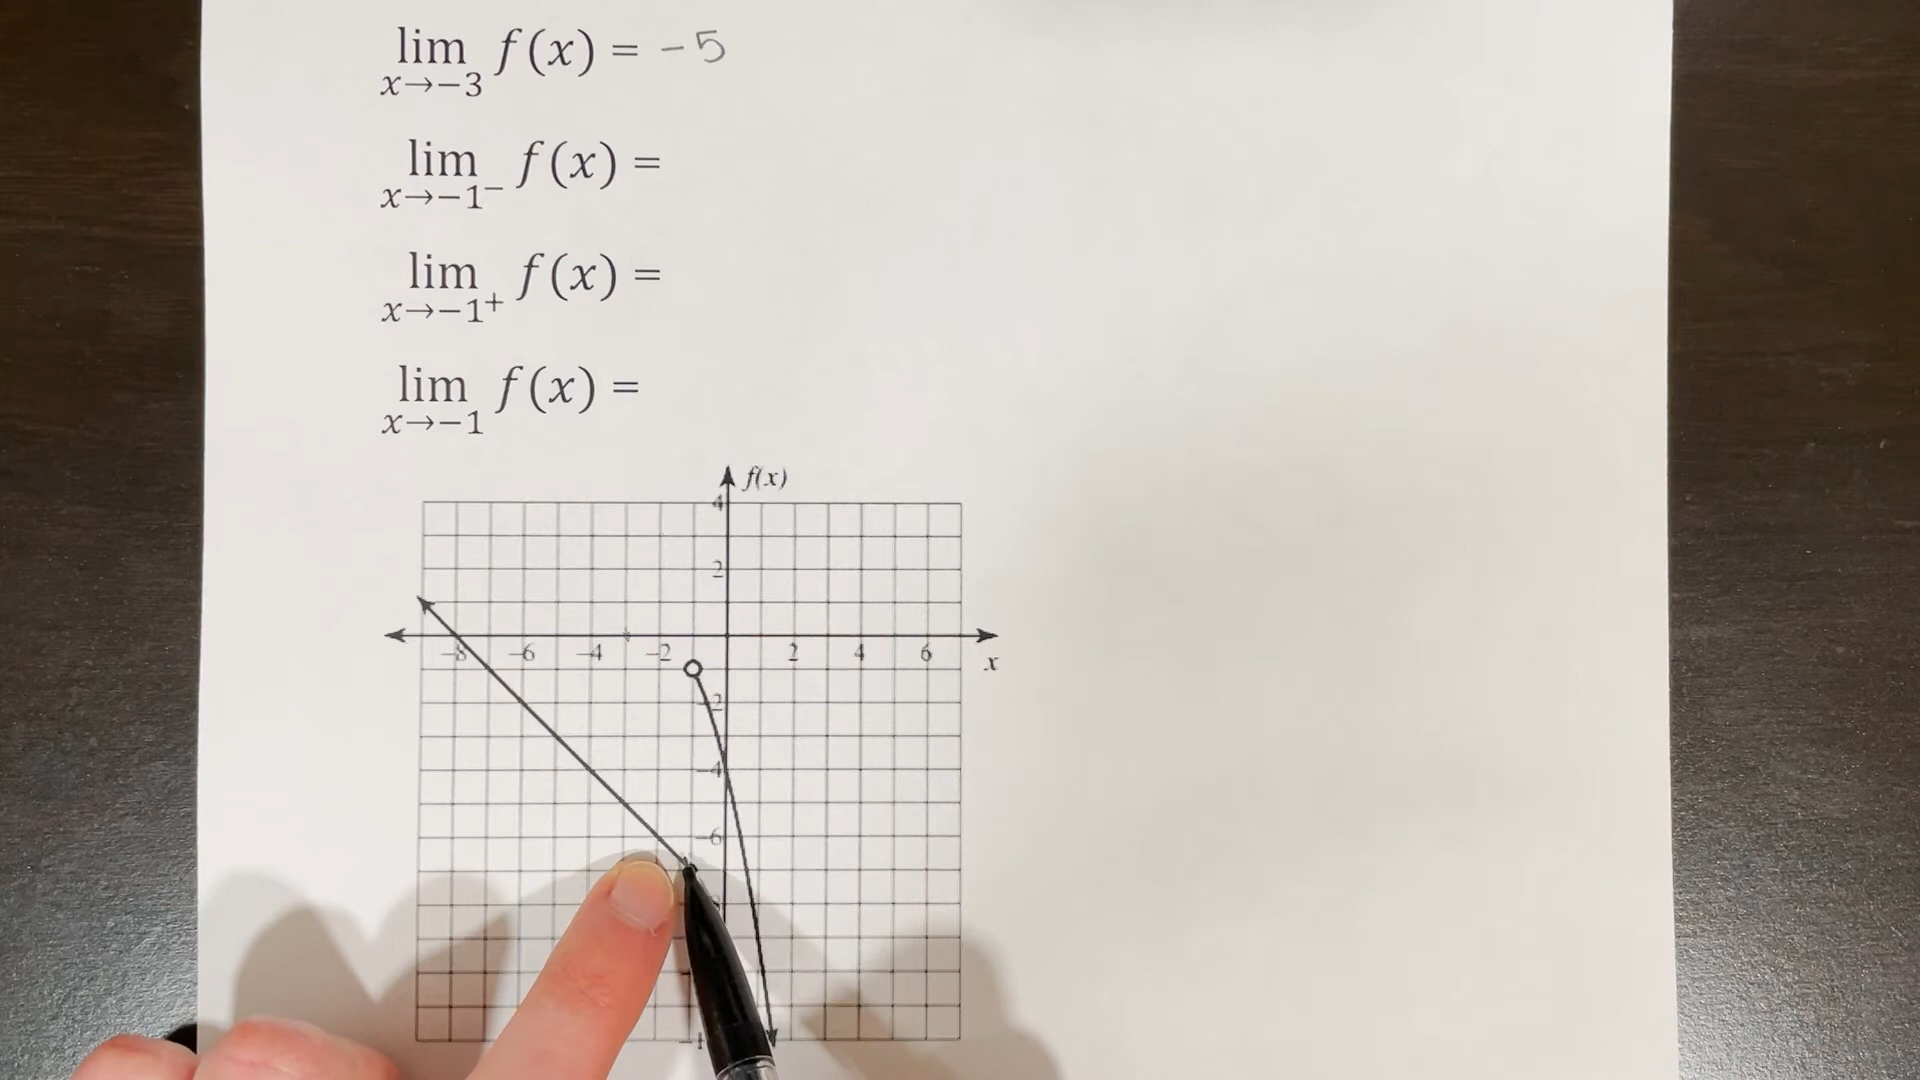 lim f(x) = -5
x→−3
lim f(x) =
x→−1⁻
lim f(x) =
x→−1⁺
lim f(x) =
x→−1
f(x)
4
2
−8 −6 −4 −2 2 4 6
x
−2
−4
−6